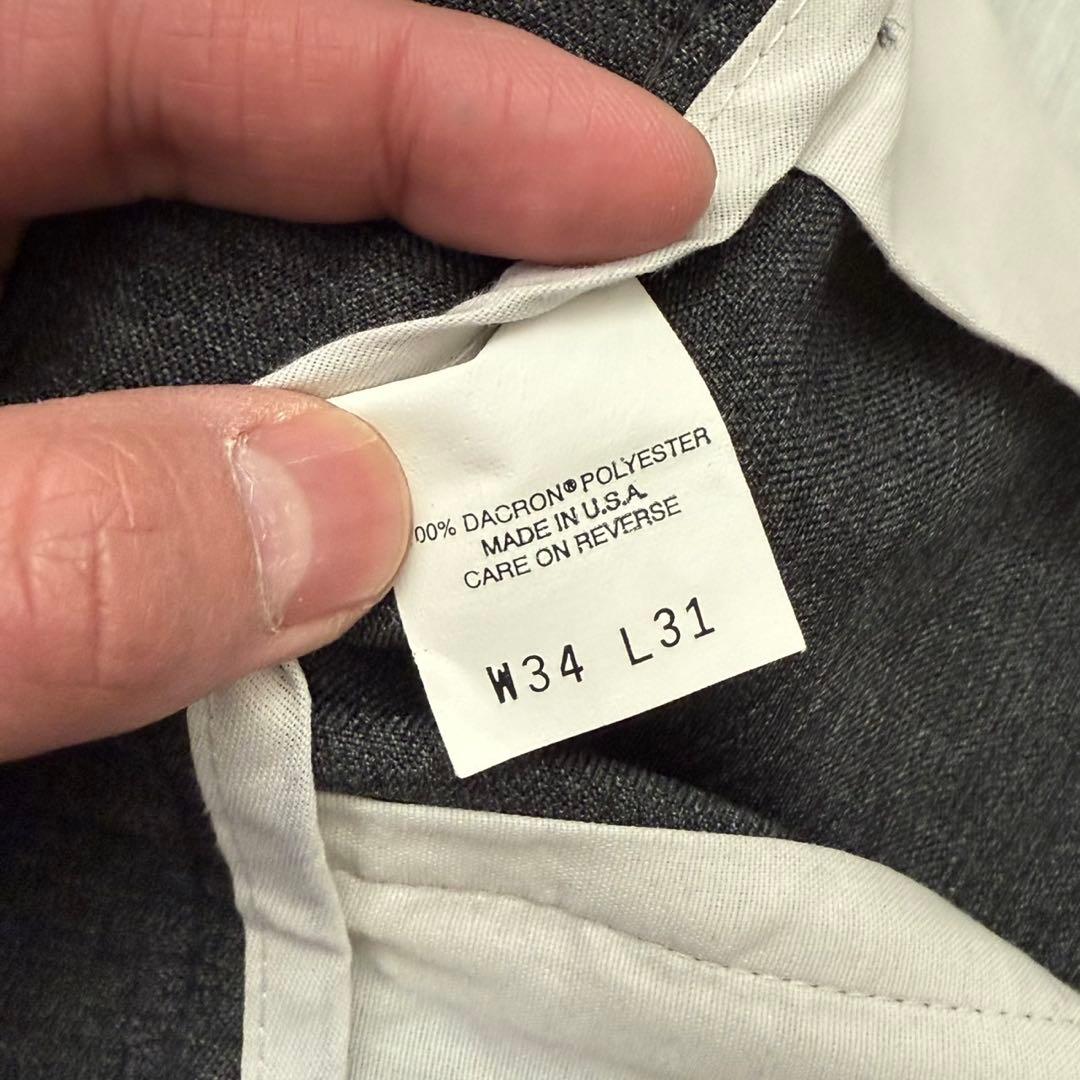 00% DACRON® POLYESTER
MADE IN U.S.A.
CARE ON REVERSE
W34 L31